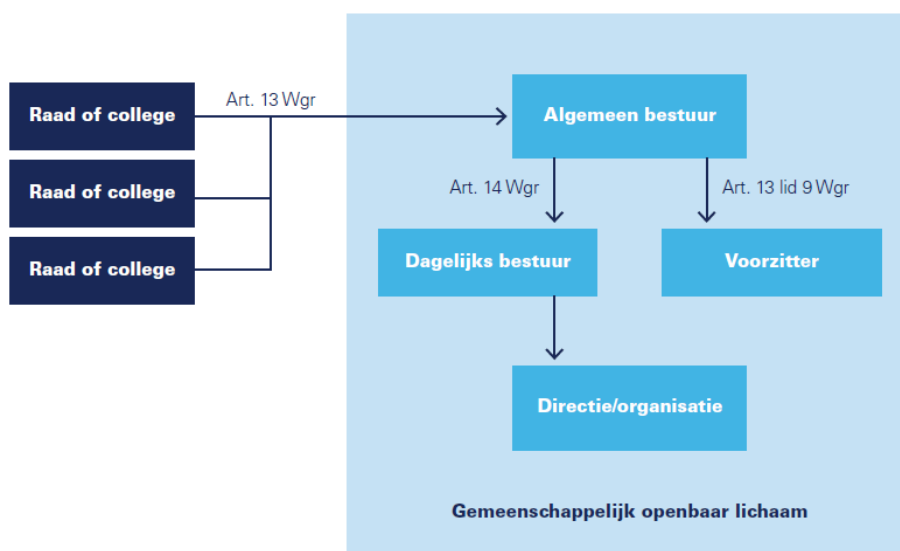 Raad of college
Art. 13 Wgr
Algemeen bestuur
Raad of college
Art. 14 Wgr
Art. 13 lid 9 Wgr
Raad of college
Dagelijks bestuur
Voorzitter
Directie/organisatie
Gemeenschappelijk openbaar lichaam